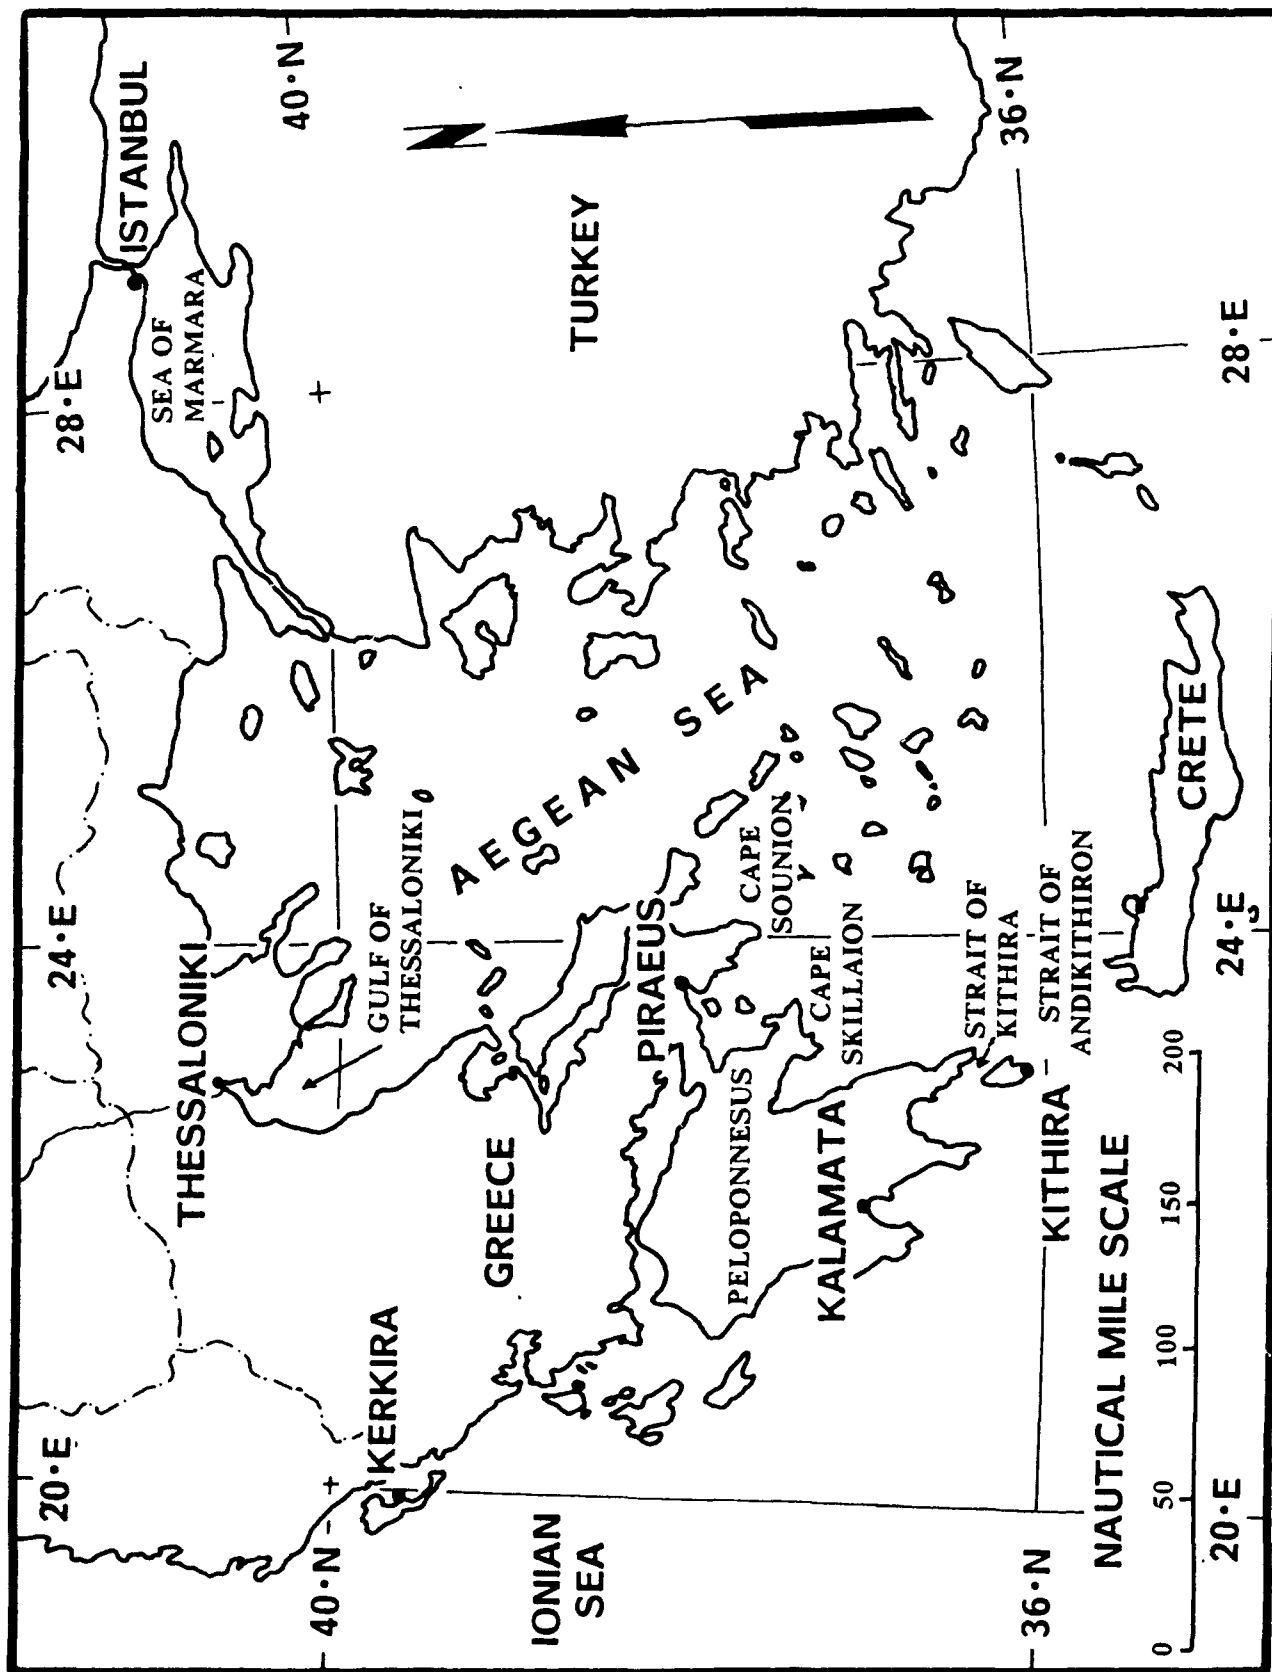 20·E
24·E
28·E
ISTANBUL
SEA OF
MARMARA
40·N
40·N
N
THESSALONIKI
KERKIRA
GULF OF
THESSALONIKI
GREECE
AEGEAN SEA
TURKEY
IONIAN
SEA
PIRAEUS
CAPE
SOUNION
PELOPONNESUS
CAPE
SKILLAION
KALAMATA
STRAIT OF
KITHIRA
36·N
36·N
KITHIRA
STRAIT OF
ANDIKITHIRON
CRETE
NAUTICAL MILE SCALE
0 50 100 150 200
20·E
24·E
28·E